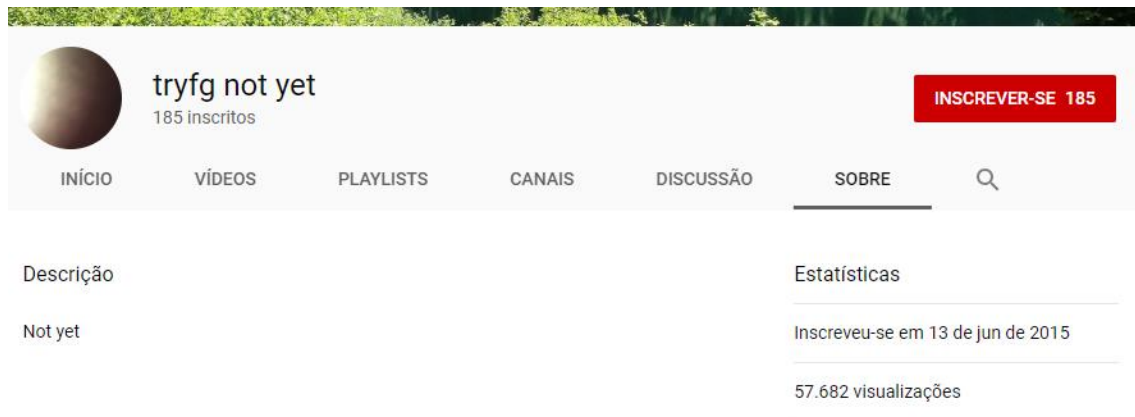 tryfg not yet
185 inscritos
INSCREVER-SE 185
INÍCIO VÍDEOS PLAYLISTS CANAIS DISCUSSÃO SOBRE
Descrição
Not yet
Estatísticas
Inscreveu-se em 13 de jun de 2015
57.682 visualizações